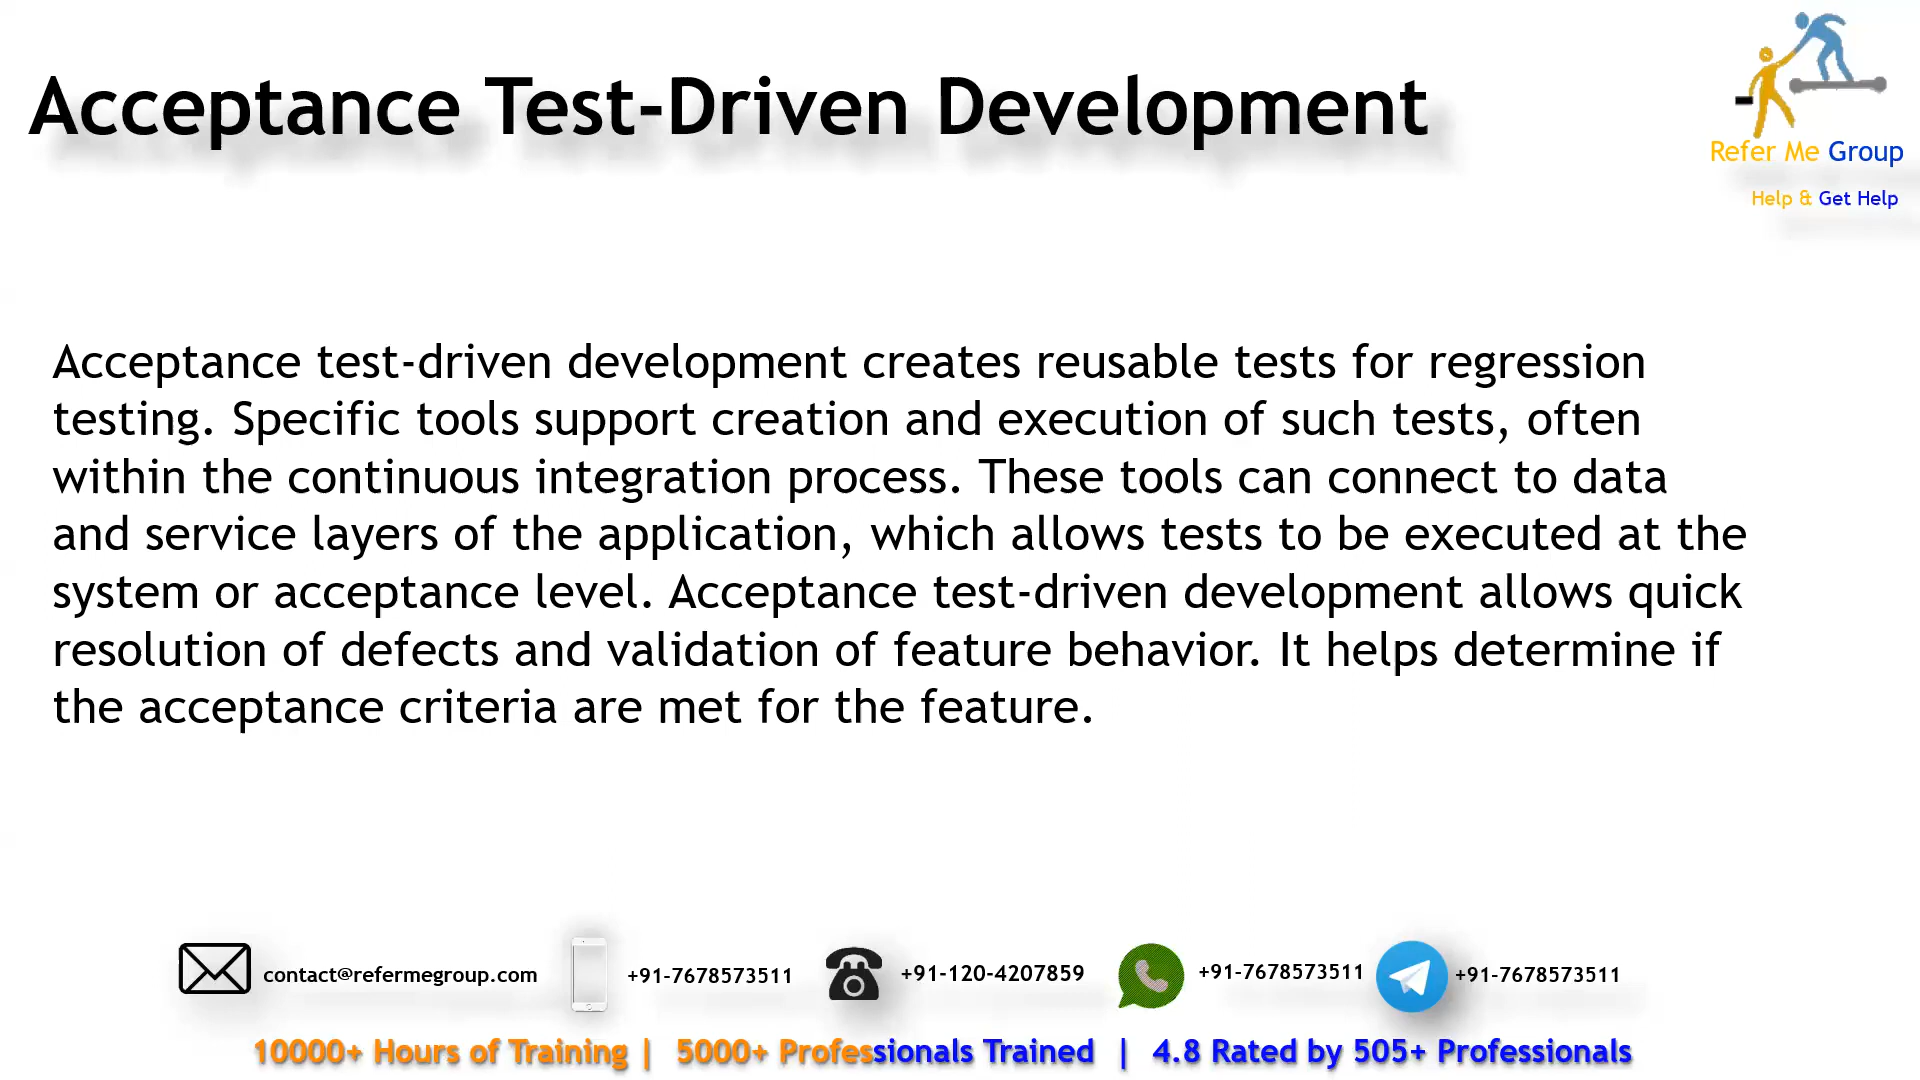 Acceptance Test-Driven Development
Refer Me Group
Help & Get Help
Acceptance test-driven development creates reusable tests for regression
testing. Specific tools support creation and execution of such tests, often
within the continuous integration process. These tools can connect to data
and service layers of the application, which allows tests to be executed at the
system or acceptance level. Acceptance test-driven development allows quick
resolution of defects and validation of feature behavior. It helps determine if
the acceptance criteria are met for the feature.
contact@refermegroup.com +91-7678573511 +91-120-4207859 +91-7678573511 +91-7678573511
10000+ Hours of Training | 5000+ Professionals Trained | 4.8 Rated by 505+ Professionals